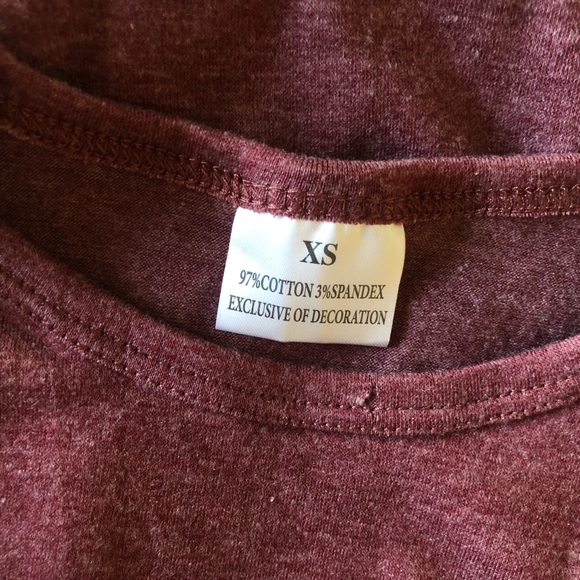 XS
97%COTTON 3%SPANDEX
EXCLUSIVE OF DECORATION